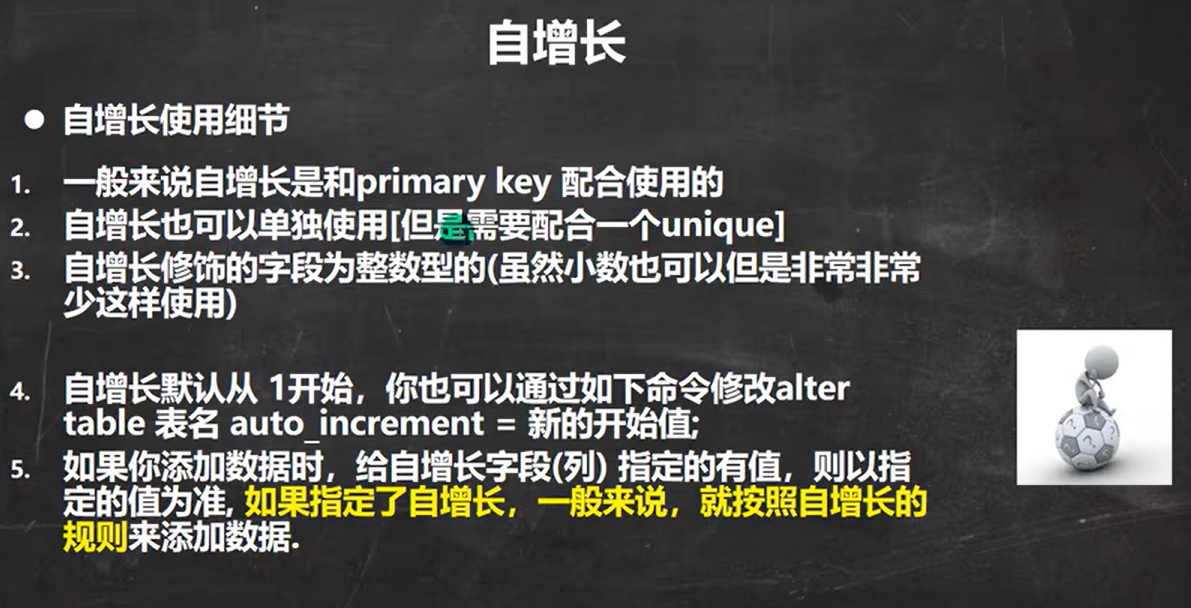 自增长
● 自增长使用细节
1. 一般来说自增长是和primary key 配合使用的
2. 自增长也可以单独使用[但是需要配合一个unique]
3. 自增长修饰的字段为整数型的(虽然小数也可以但是非常非常
少这样使用)
4. 自增长默认从 1开始，你也可以通过如下命令修改alter
table 表名 auto_increment = 新的开始值;
5. 如果你添加数据时，给自增长字段(列) 指定的有值，则以指
定的值为准, 如果指定了自增长，一般来说，就按照自增长的
规则来添加数据.